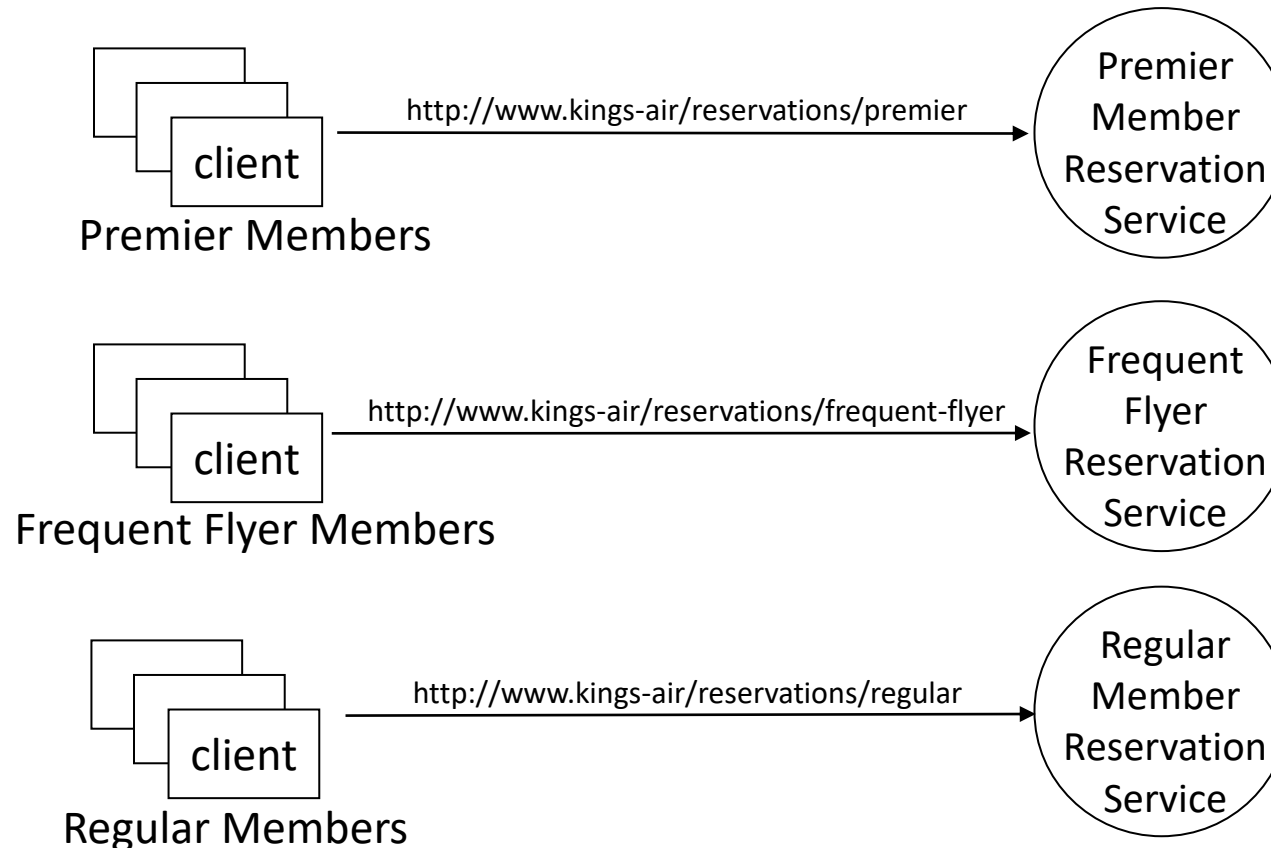 http://www.kings-air/reservations/premier
client
Premier Members
Premier
Member
Reservation
Service
http://www.kings-air/reservations/frequent-flyer
client
Frequent Flyer Members
Frequent
Flyer
Reservation
Service
http://www.kings-air/reservations/regular
client
Regular Members
Regular
Member
Reservation
Service